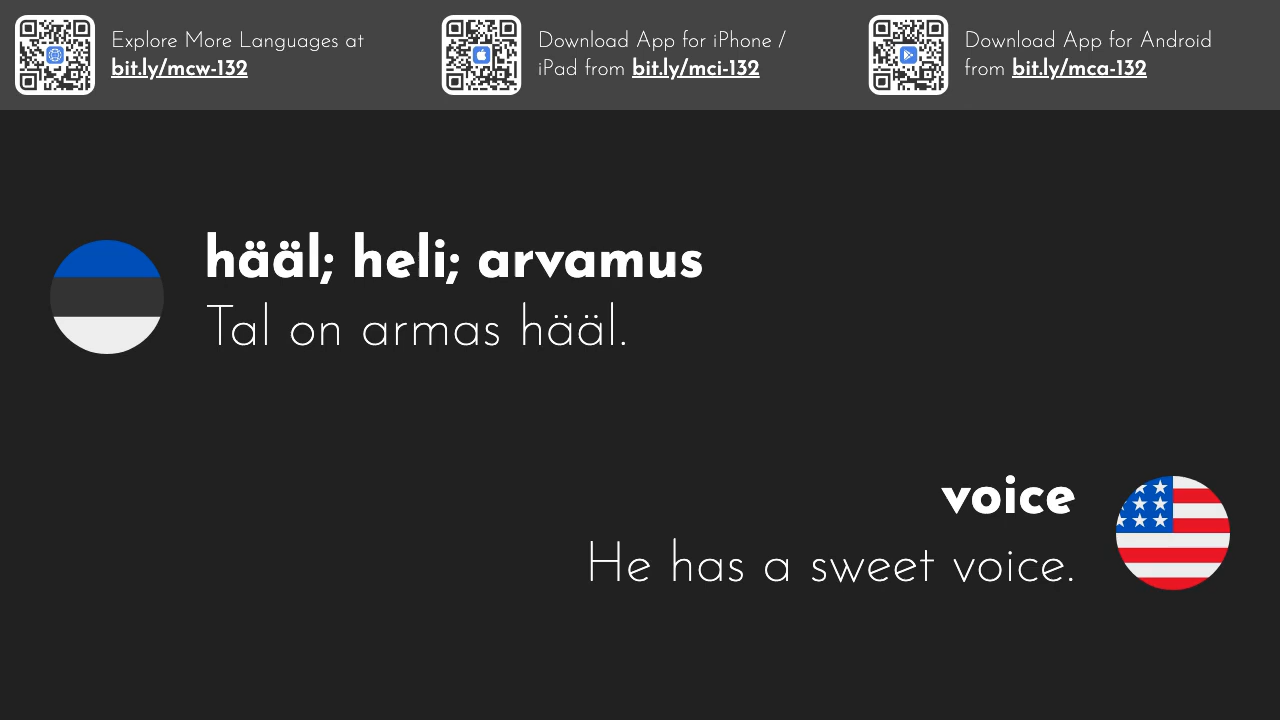 Explore More Languages at
bit.ly/mcw-132
Download App for iPhone /
iPad from bit.ly/mci-132
Download App for Android
from bit.ly/mca-132
hääl; heli; arvamus
Tal on armas hääl.
voice
He has a sweet voice.